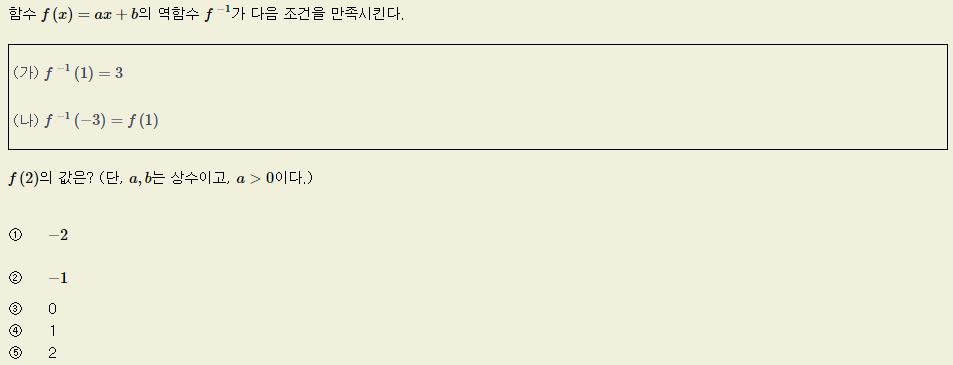 함수 f(x) = ax + b의 역함수 f⁻¹가 다음 조건을 만족시킨다.
(가) f⁻¹(1) = 3
(나) f⁻¹(−3) = f(1)
f(2)의 값은? (단, a, b는 상수이고, a > 0이다.)
① −2
② −1
③ 0
④ 1
⑤ 2